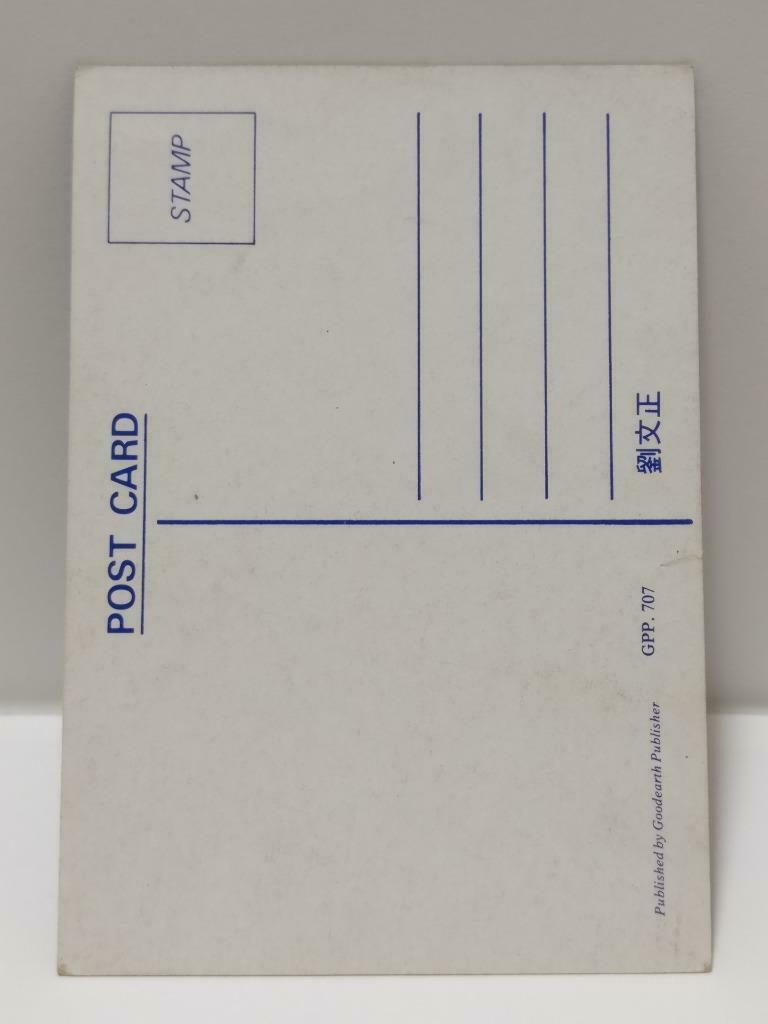 POST CARD
STAMP
劉文正
GPP. 707
Published by Goodearth Publisher